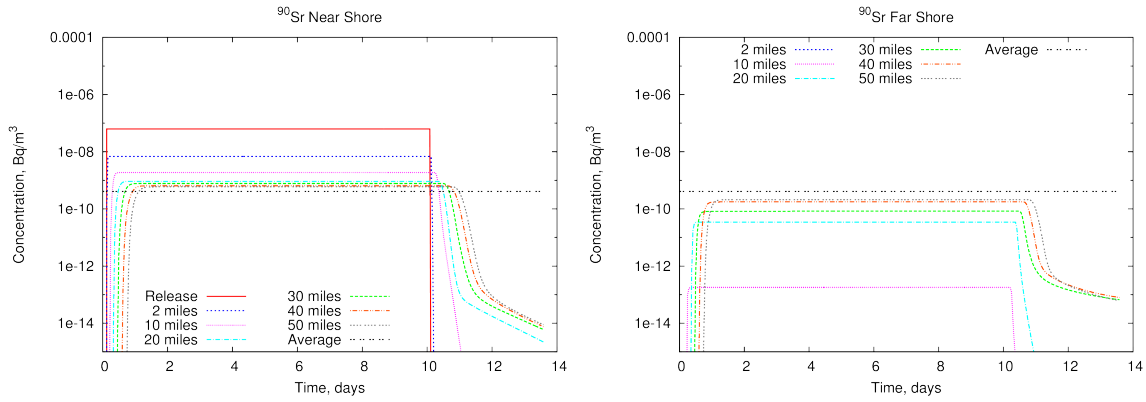 ⁹⁰Sr Near Shore
0.0001
1e-06
1e-08
1e-10
1e-12
1e-14
Concentration, Bq/m³
0 2 4 6 8 10 12 14
Time, days
Release
2 miles
10 miles
20 miles
30 miles
40 miles
50 miles
Average
⁹⁰Sr Far Shore
0.0001
1e-06
1e-08
1e-10
1e-12
1e-14
Concentration, Bq/m³
0 2 4 6 8 10 12 14
Time, days
2 miles
10 miles
20 miles
30 miles
40 miles
50 miles
Average